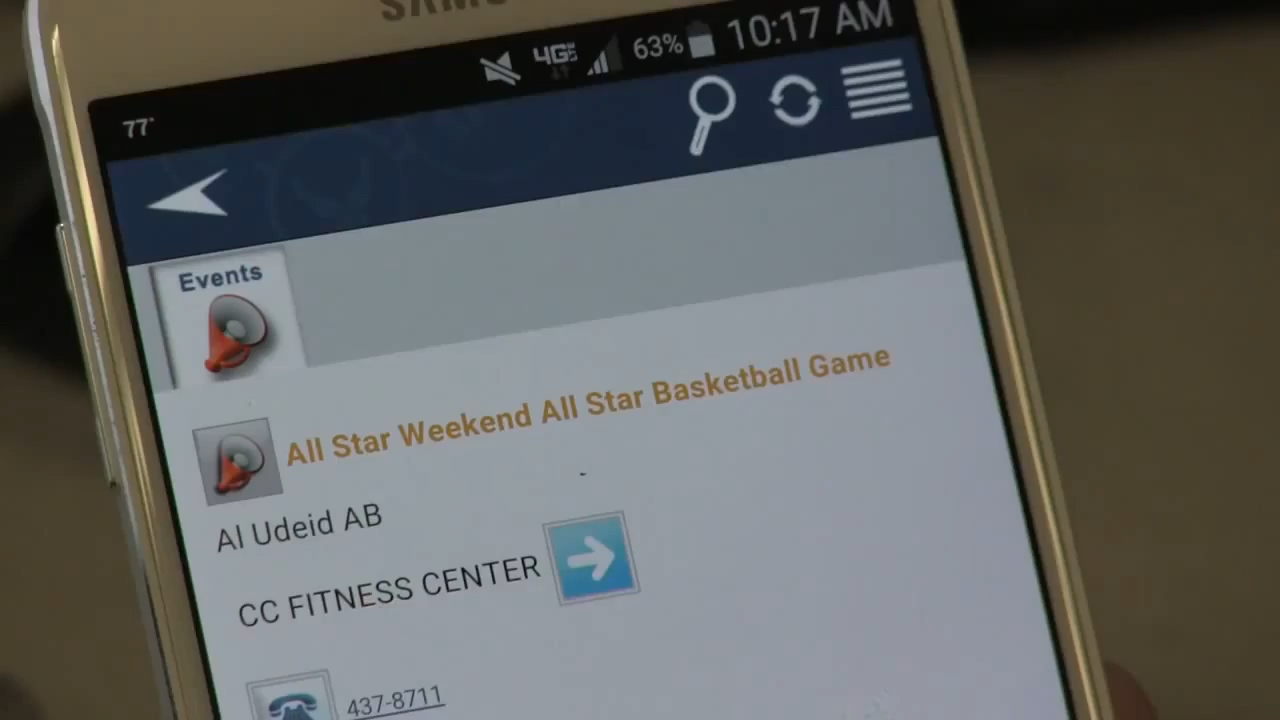 SAMSUNG
77° 4G 63% 10:17 AM
Events
All Star Weekend All Star Basketball Game
Al Udeid AB
CC FITNESS CENTER
437-8711